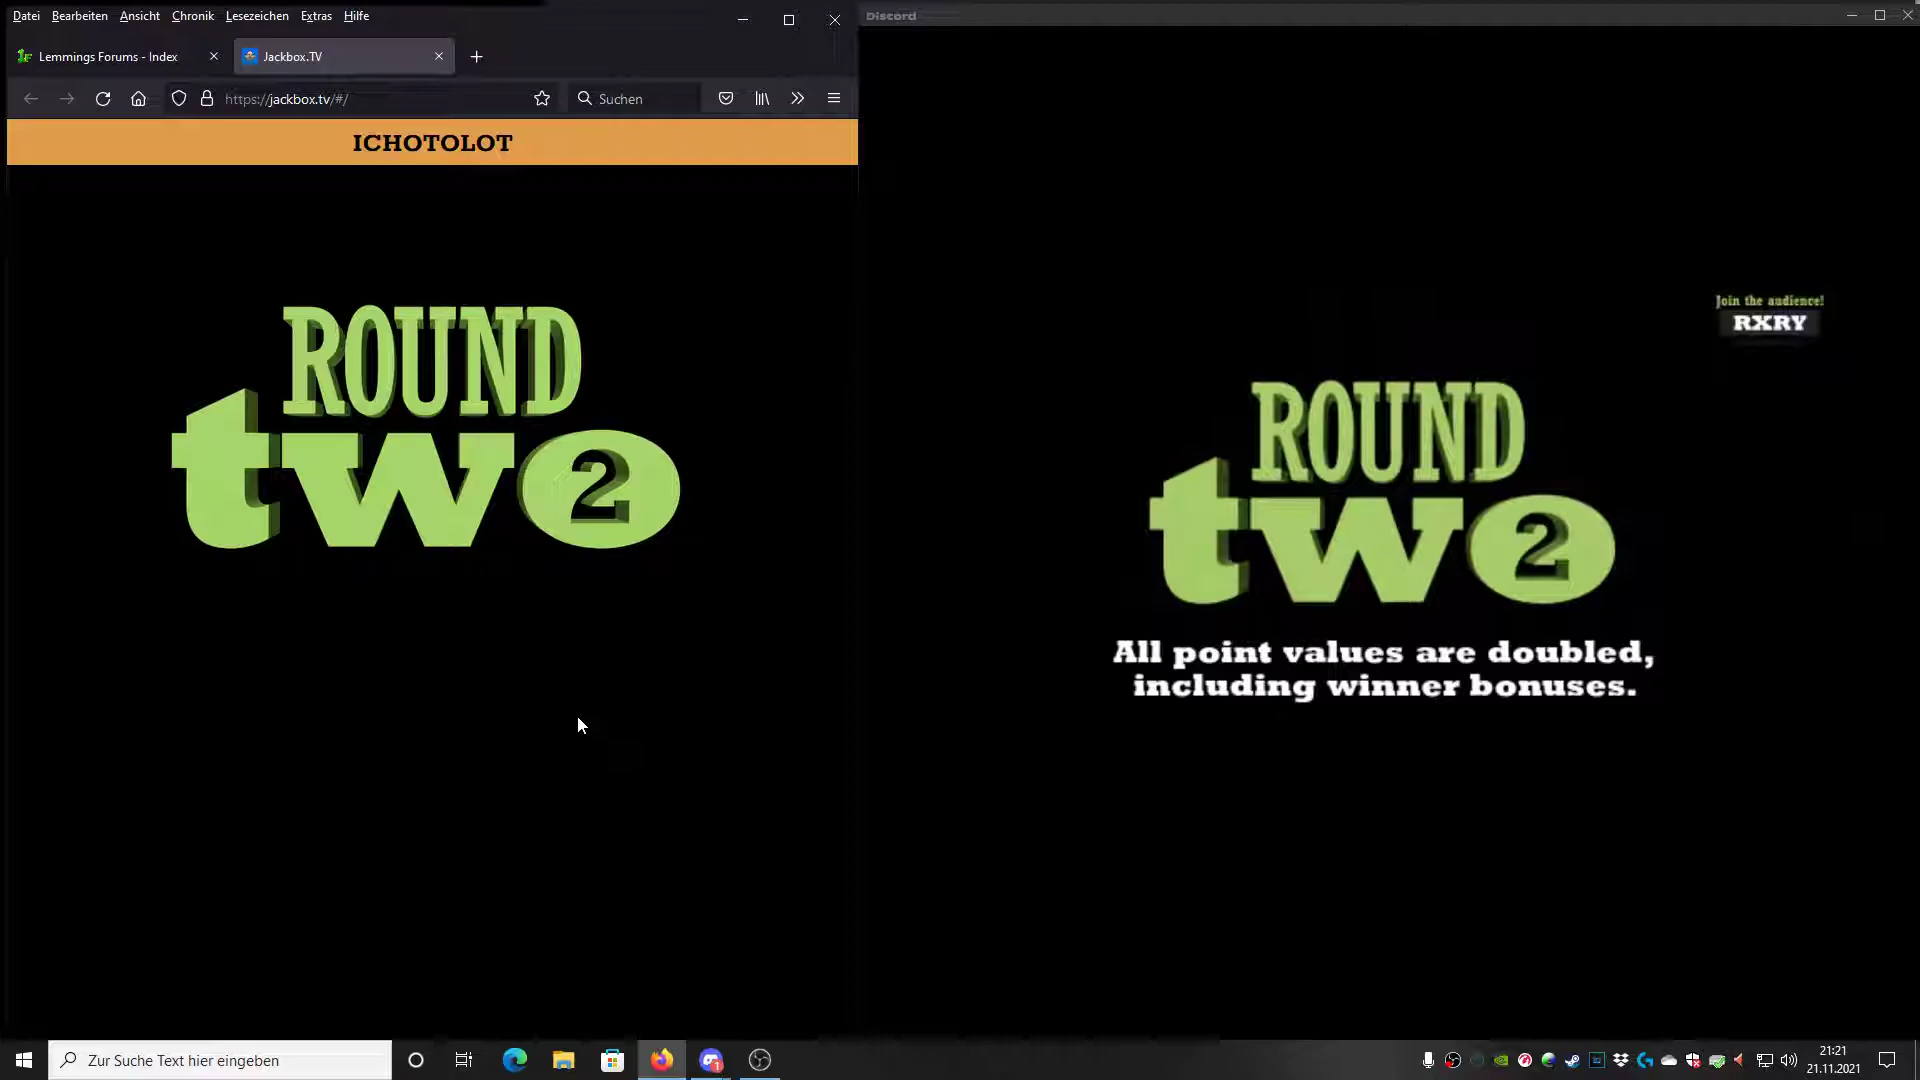 Datei Bearbeiten Ansicht Chronik Lesezeichen Extras Hilfe
Lemmings Forums - Index
Jackbox.TV
https://jackbox.tv/#/
Suchen
ICHOTOLOT
ROUND
two
2
Discord
Join the audience!
RXRY
ROUND
two
2
All point values are doubled,
including winner bonuses.
Zur Suche Text hier eingeben
1
21:21
21.11.2021